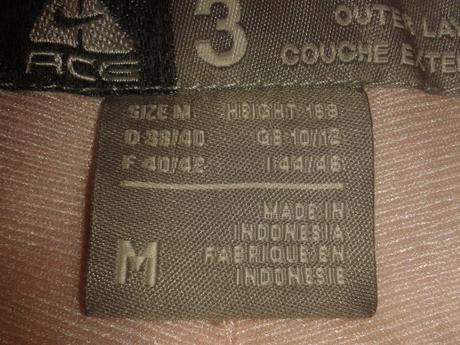 ACG
3
OUTER LAY
COUCHE EXTE
SIZE M HEIGHT 168
D 38/40 GB 10/12
F 40/42 I 44/46
MADE IN
INDONESIA
FABRIQUE EN
INDONESIE
M